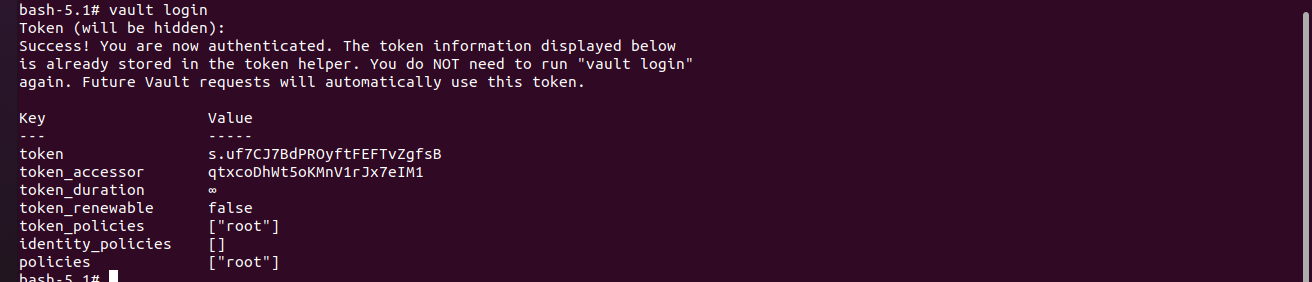 bash-5.1# vault login
Token (will be hidden):
Success! You are now authenticated. The token information displayed below
is already stored in the token helper. You do NOT need to run "vault login"
again. Future Vault requests will automatically use this token.
Key Value
--- -----
token s.uf7CJ7BdPROyftFEFTvZgfsB
token_accessor qtxcoDhWt5oKMnV1rJx7eIM1
token_duration ∞
token_renewable false
token_policies ["root"]
identity_policies []
policies ["root"]
bash-5.1#